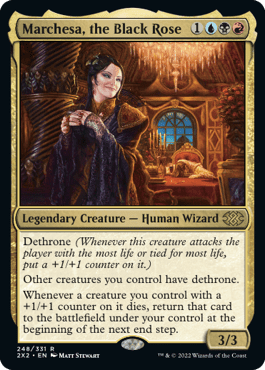 Marchesa, the Black Rose 1
Legendary Creature — Human Wizard
Dethrone (Whenever this creature attacks the
player with the most life or tied for most life,
put a +1/+1 counter on it.)
Other creatures you control have dethrone.
Whenever a creature you control with a
+1/+1 counter on it dies, return that card
to the battlefield under your control at the
beginning of the next end step.
3/3
248/331 R
2X2 • EN MATT STEWART
™ & © 2022 Wizards of the Coast